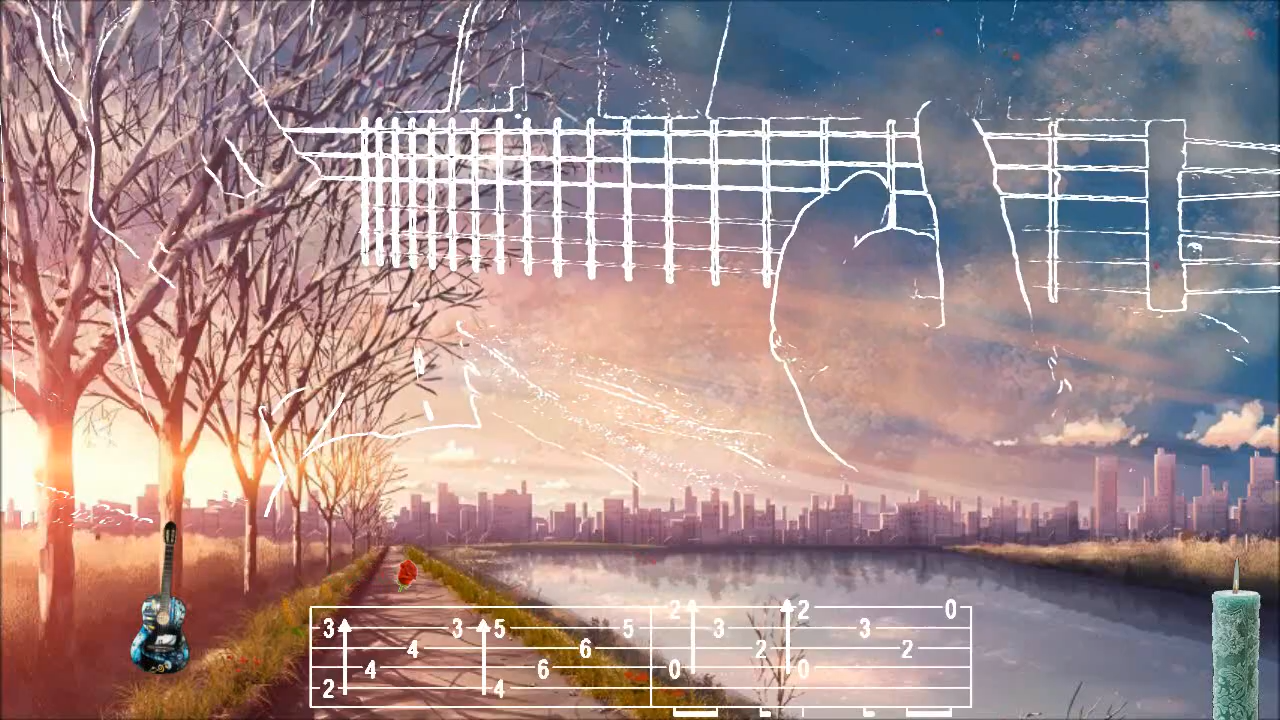 2 2 0
3 3 5 5 3 3
4 6 2 2
4 6 0 0
2 4